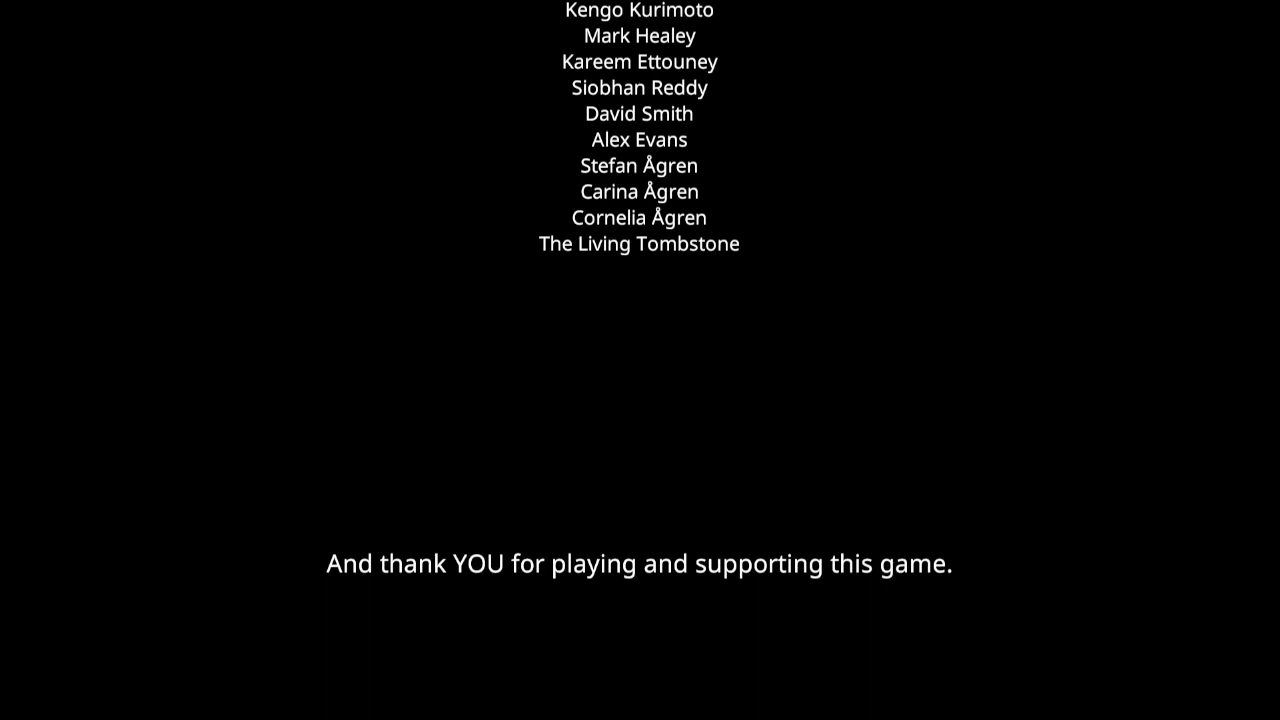 Kengo Kurimoto
Mark Healey
Kareem Ettouney
Siobhan Reddy
David Smith
Alex Evans
Stefan Ågren
Carina Ågren
Cornelia Ågren
The Living Tombstone
And thank YOU for playing and supporting this game.